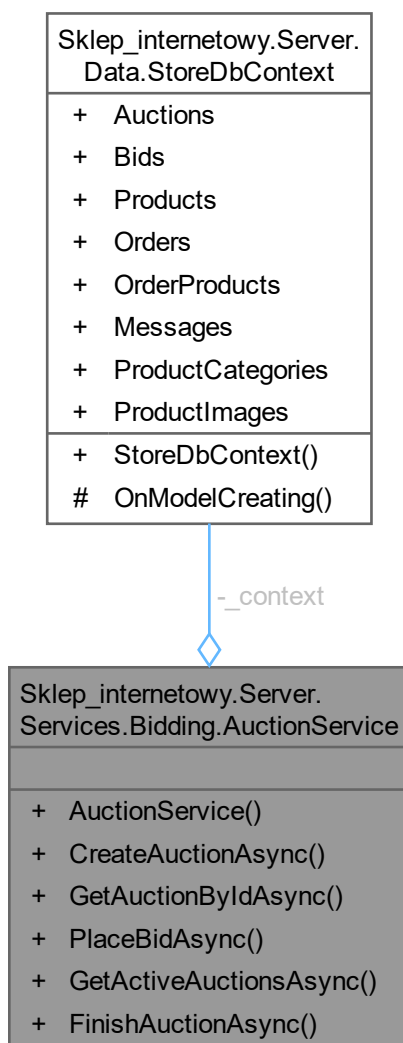 Sklep_internetowy.Server.
Data.StoreDbContext
+ Auctions
+ Bids
+ Products
+ Orders
+ OrderProducts
+ Messages
+ ProductCategories
+ ProductImages
+ StoreDbContext()
# OnModelCreating()
-_context
Sklep_internetowy.Server.
Services.Bidding.AuctionService
+ AuctionService()
+ CreateAuctionAsync()
+ GetAuctionByIdAsync()
+ PlaceBidAsync()
+ GetActiveAuctionsAsync()
+ FinishAuctionAsync()